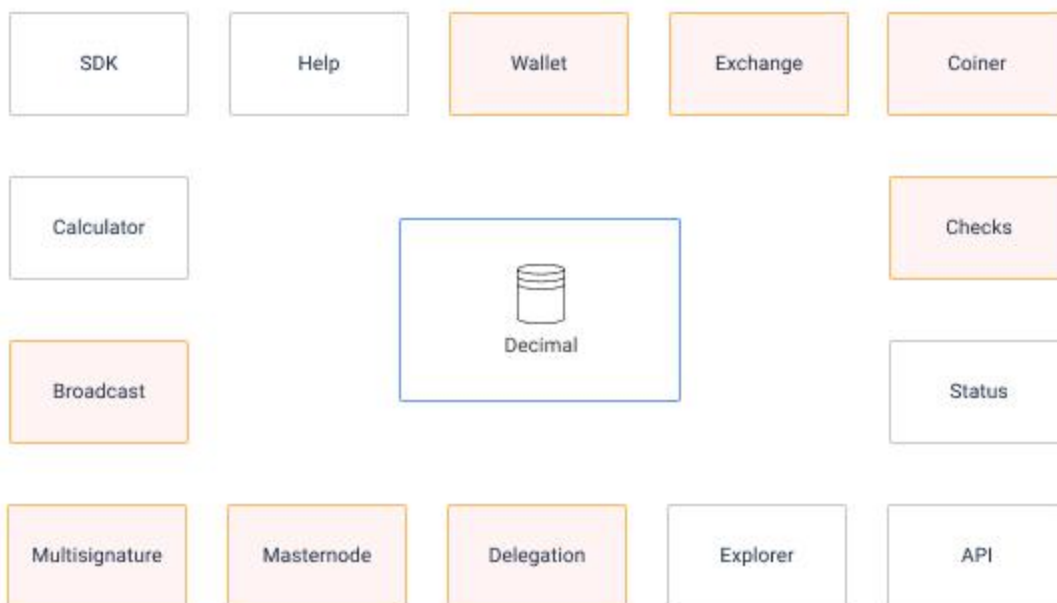 SDK
Help
Wallet
Exchange
Coiner
Calculator
Checks
Decimal
Broadcast
Status
Multisignature
Masternode
Delegation
Explorer
API